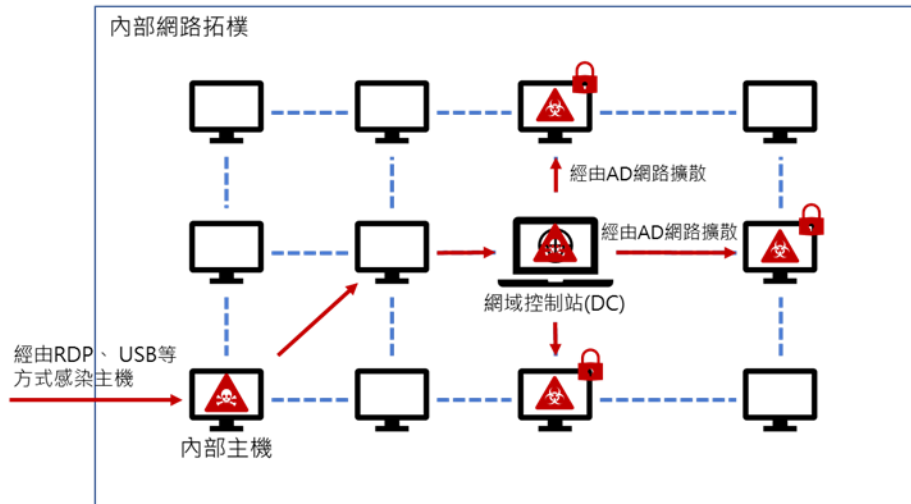 內部網路拓樸
經由AD網路擴散
經由AD網路擴散
網域控制站(DC)
經由RDP、 USB等
方式感染主機
內部主機